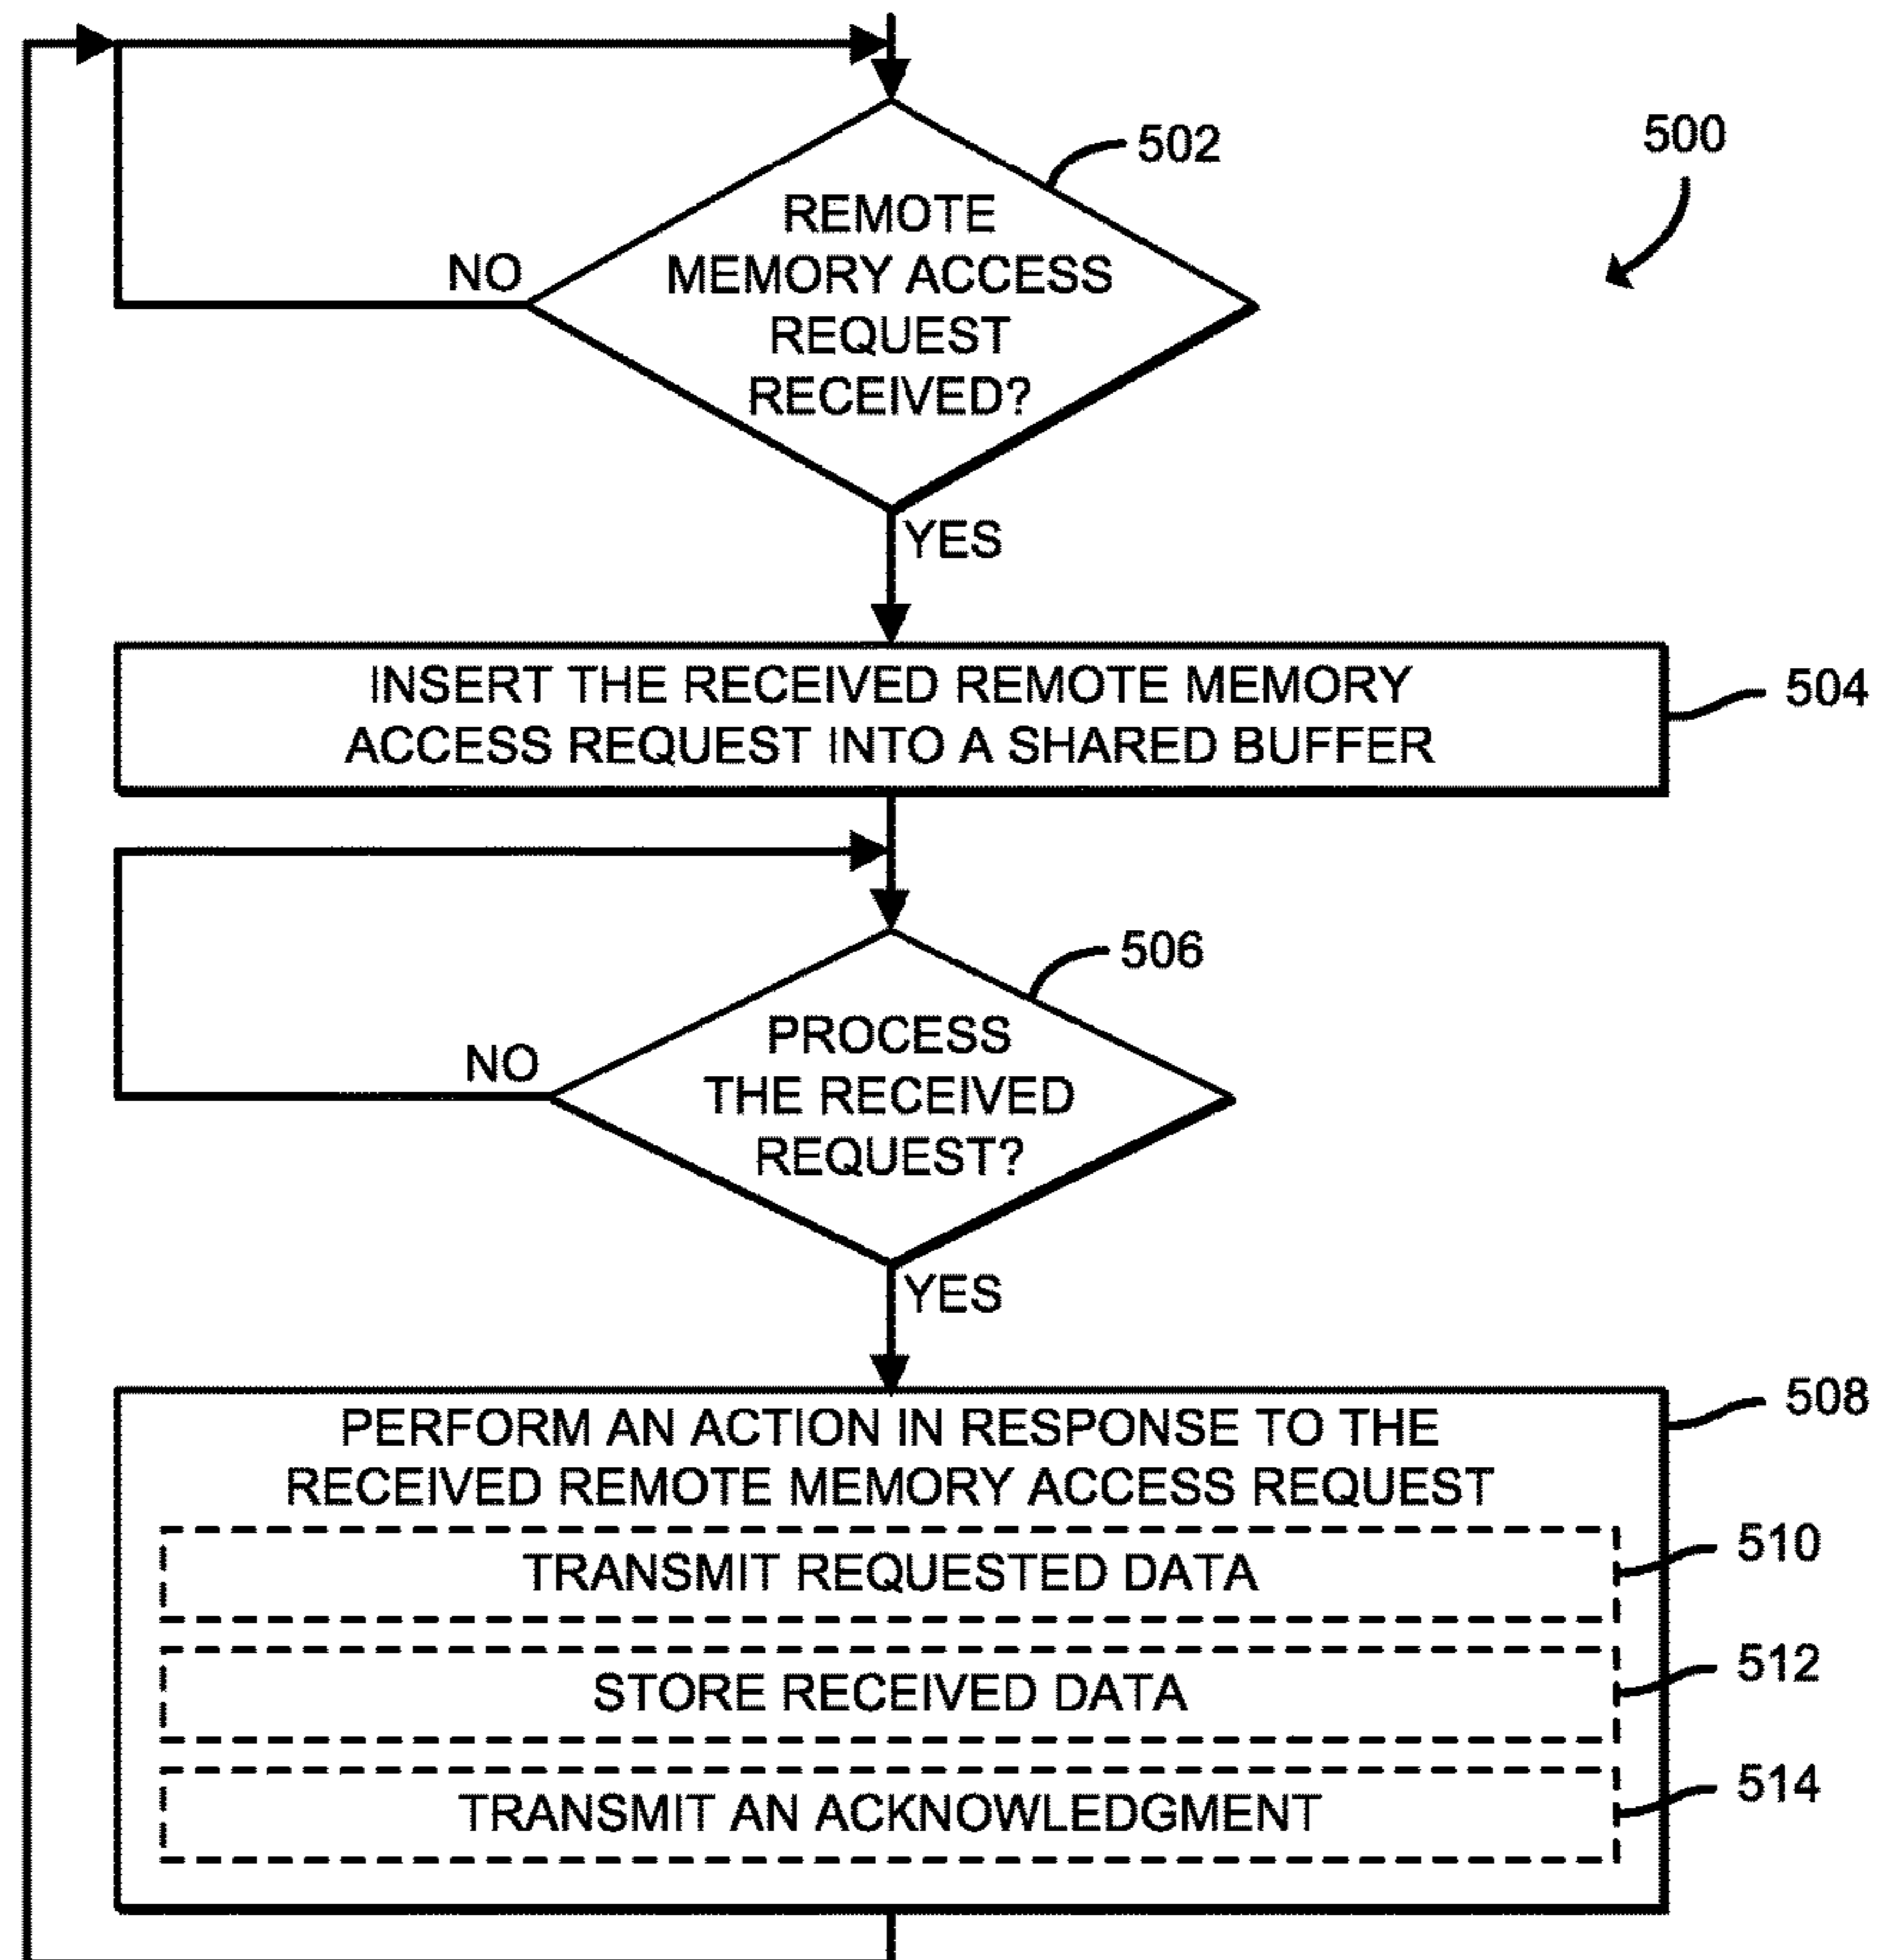 500
502
REMOTE
MEMORY ACCESS
REQUEST
RECEIVED?
NO
YES
INSERT THE RECEIVED REMOTE MEMORY
ACCESS REQUEST INTO A SHARED BUFFER
504
506
PROCESS
THE RECEIVED
REQUEST?
NO
YES
PERFORM AN ACTION IN RESPONSE TO THE
RECEIVED REMOTE MEMORY ACCESS REQUEST
508
TRANSMIT REQUESTED DATA
510
STORE RECEIVED DATA
512
TRANSMIT AN ACKNOWLEDGMENT
514